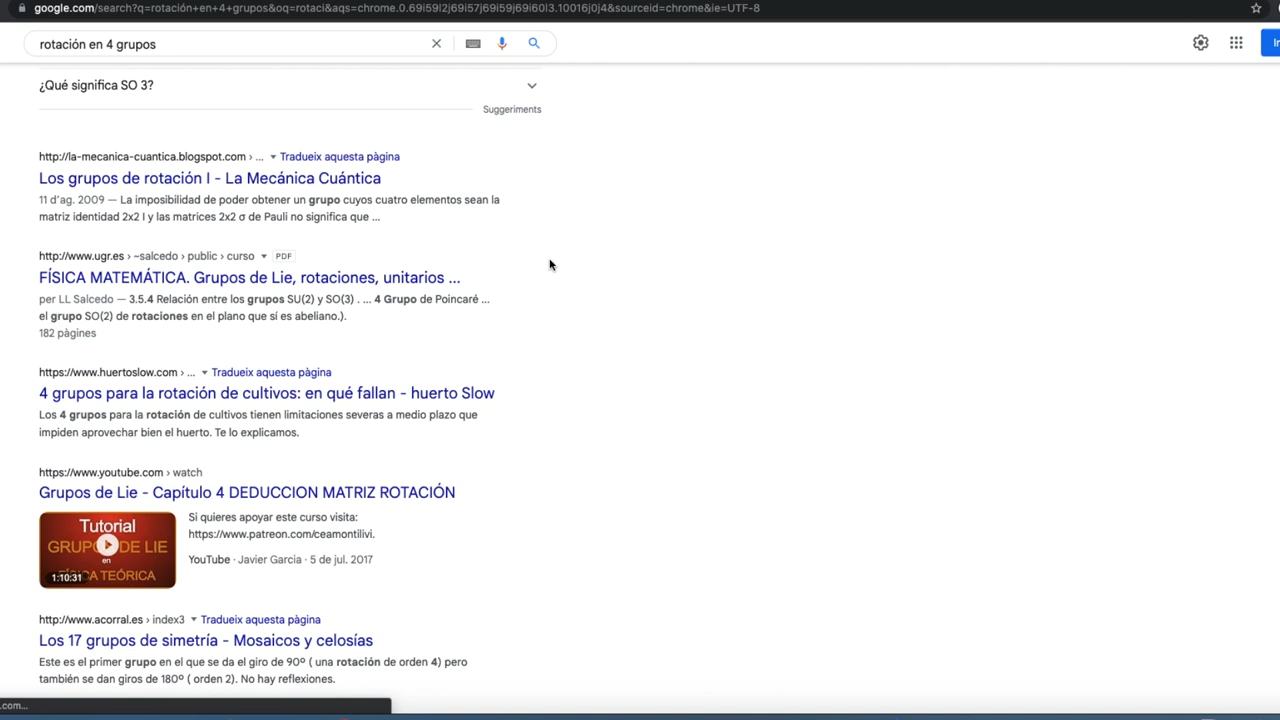 google.com/search?q=rotación+en+4+grupos&oq=rotaci&aqs=chrome.0.69i59l2j69i57j69i59j69i60l3.10016j0j4&sourceid=chrome&ie=UTF-8
rotación en 4 grupos
¿Qué significa SO 3?
Suggeriments
http://la-mecanica-cuantica.blogspot.com › ... Tradueix aquesta pàgina
Los grupos de rotación I - La Mecánica Cuántica
11 d'ag. 2009 — La imposibilidad de poder obtener un grupo cuyos cuatro elementos sean la
matriz identidad 2x2 I y las matrices 2x2 σ de Pauli no significa que ...
http://www.ugr.es › ~salcedo › public › curso PDF
FÍSICA MATEMÁTICA. Grupos de Lie, rotaciones, unitarios ...
per LL Salcedo — 3.5.4 Relación entre los grupos SU(2) y SO(3) . ... 4 Grupo de Poincaré ...
el grupo SO(2) de rotaciones en el plano que sí es abeliano.).
182 pàgines
https://www.huertoslow.com › ... Tradueix aquesta pàgina
4 grupos para la rotación de cultivos: en qué fallan - huerto Slow
Los 4 grupos para la rotación de cultivos tienen limitaciones severas a medio plazo que
impiden aprovechar bien el huerto. Te lo explicamos.
https://www.youtube.com › watch
Grupos de Lie - Capítulo 4 DEDUCCION MATRIZ ROTACIÓN
Tutorial
GRUPO DE LIE
en
FÍSICA TEÓRICA
1:10:31
Si quieres apoyar este curso visita:
https://www.patreon.com/ceamontilivi.
YouTube · Javier Garcia · 5 de jul. 2017
http://www.acorral.es › index3 Tradueix aquesta pàgina
Los 17 grupos de simetría - Mosaicos y celosías
Este es el primer grupo en el que se da el giro de 90º ( una rotación de orden 4) pero
también se dan giros de 180º ( orden 2). No hay reflexiones.
.com...